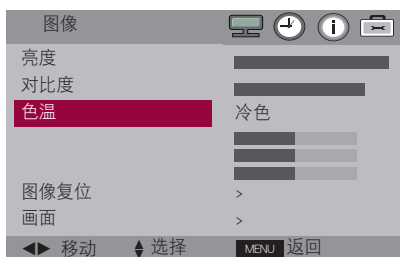 图像
亮度
对比度
色温 冷色
图像复位 >
画面 >
◀▶ 移动 ◆ 选择 MENU 返回